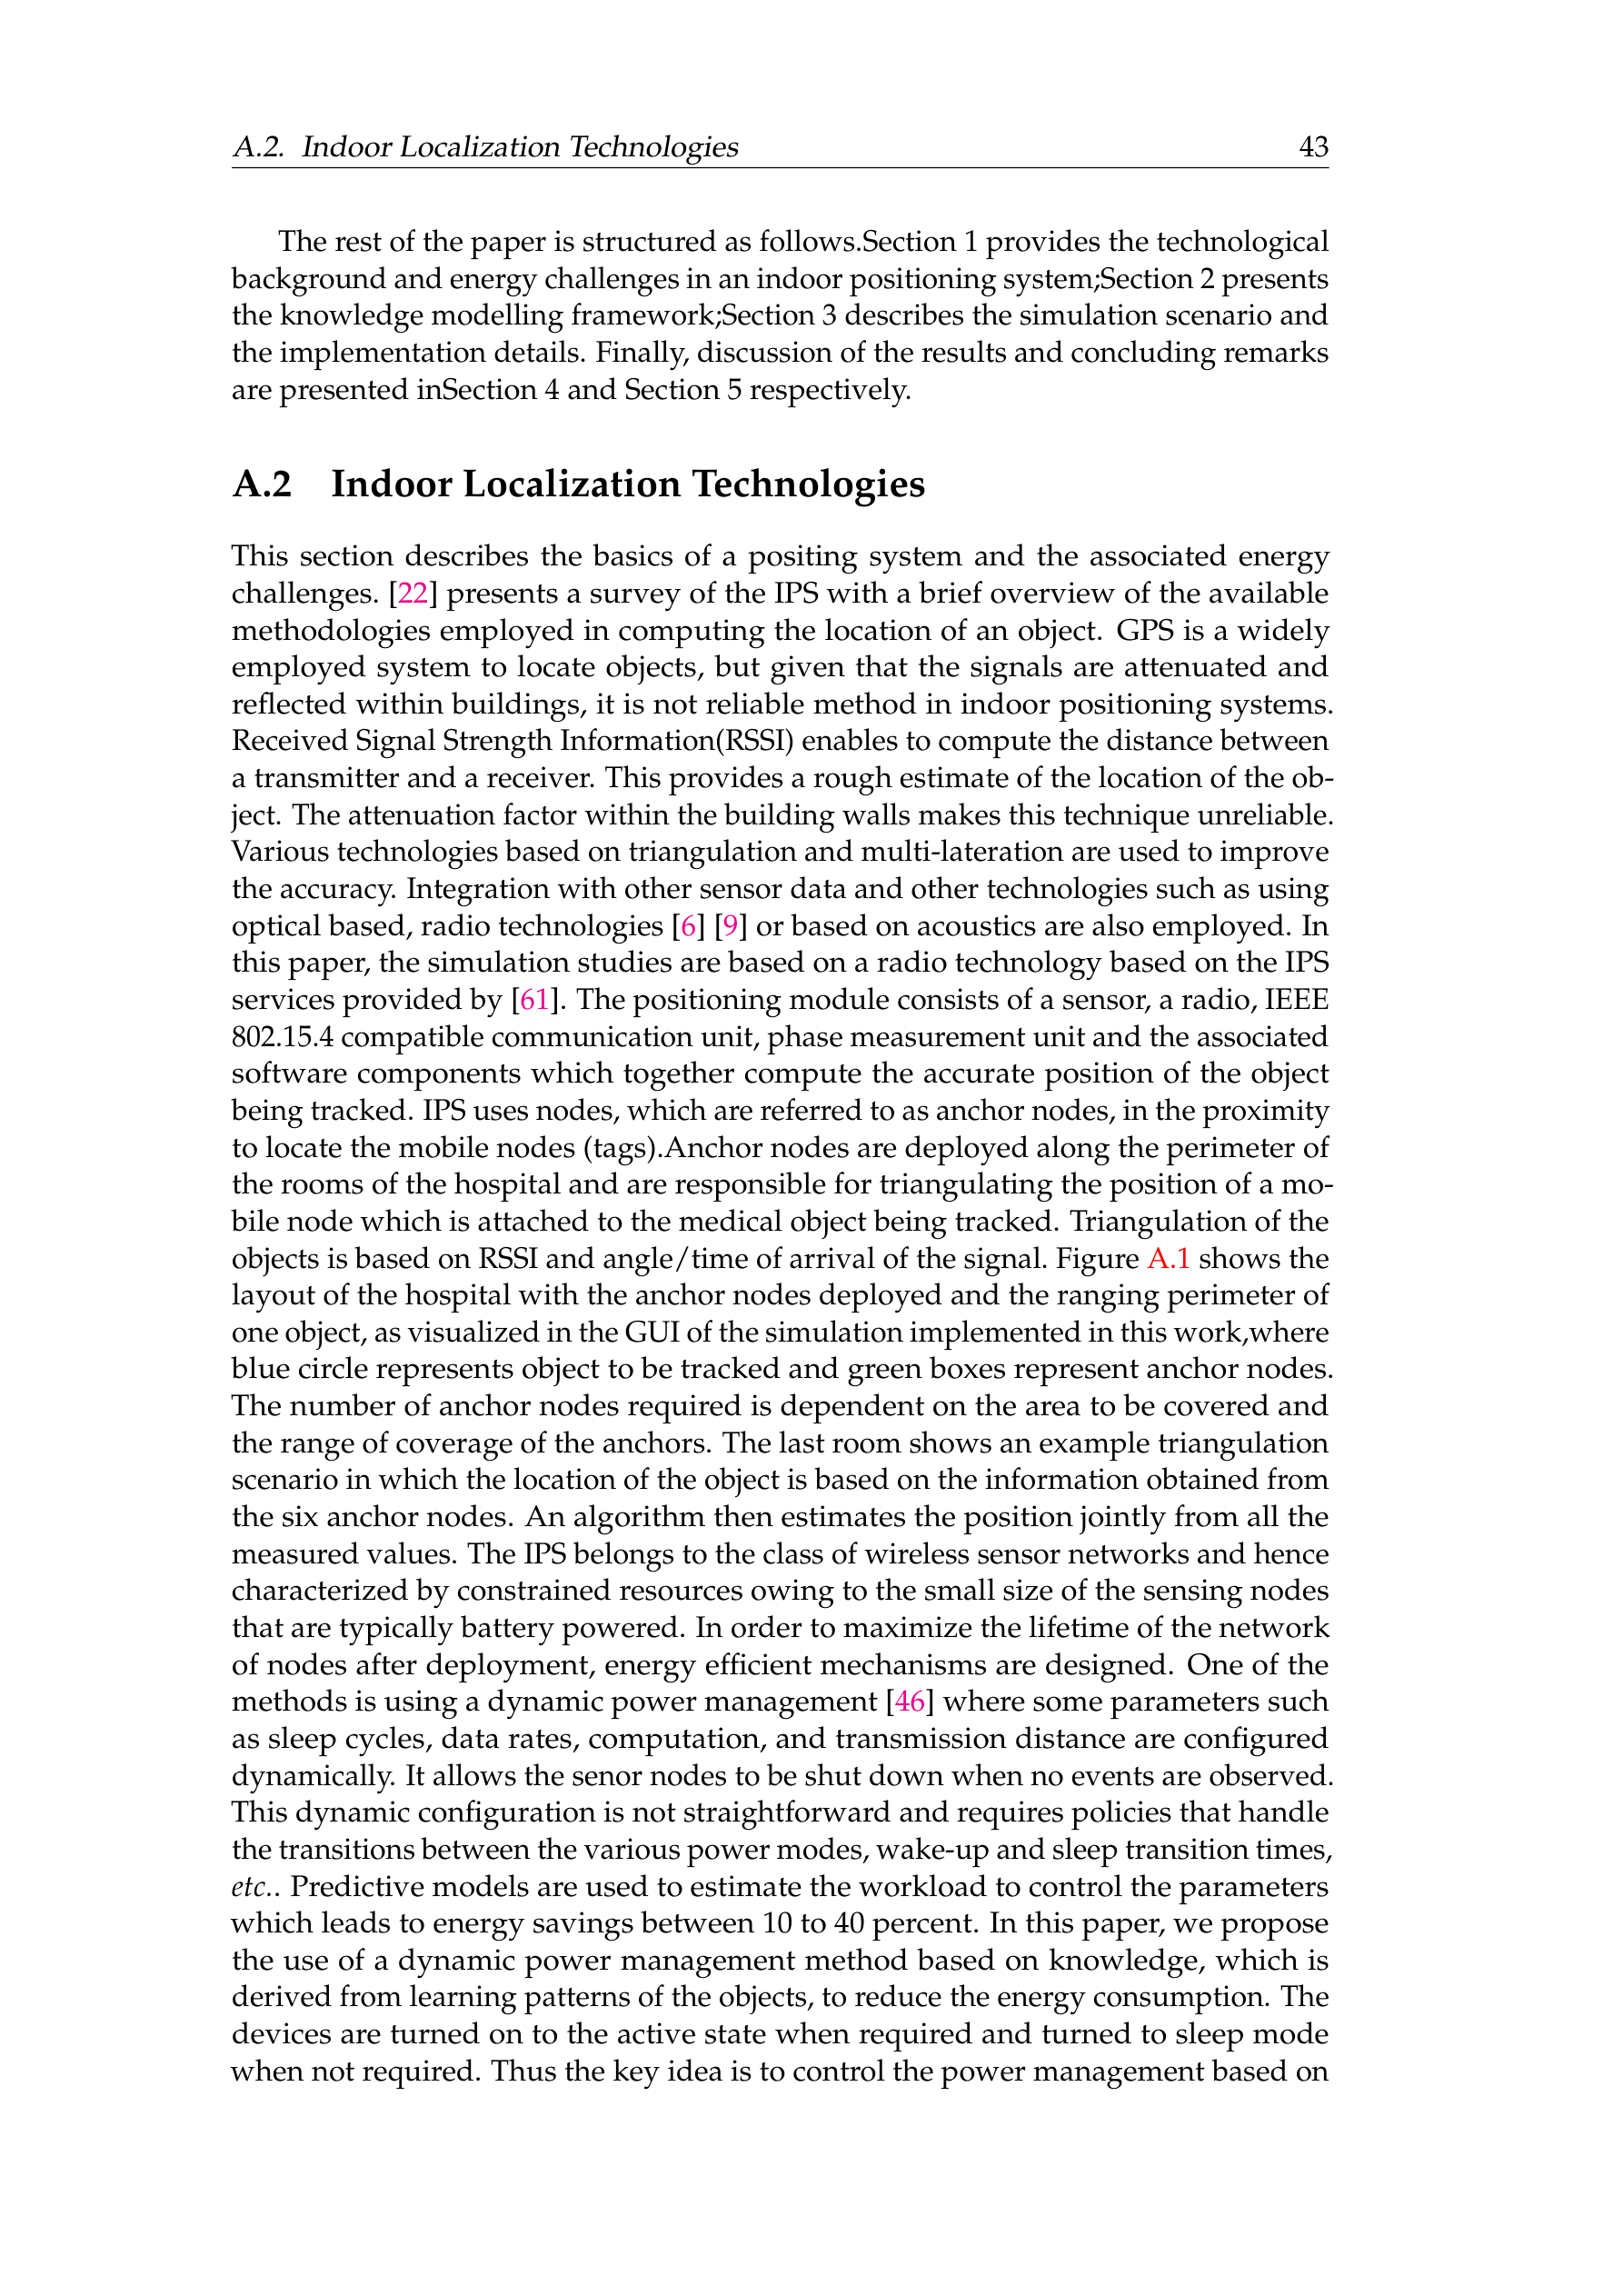 A.2. Indoor Localization Technologies 43
The rest of the paper is structured as follows.Section 1 provides the technological
background and energy challenges in an indoor positioning system;Section 2 presents
the knowledge modelling framework;Section 3 describes the simulation scenario and
the implementation details. Finally, discussion of the results and concluding remarks
are presented inSection 4 and Section 5 respectively.
A.2 Indoor Localization Technologies
This section describes the basics of a positing system and the associated energy
challenges. [22] presents a survey of the IPS with a brief overview of the available
methodologies employed in computing the location of an object. GPS is a widely
employed system to locate objects, but given that the signals are attenuated and
reflected within buildings, it is not reliable method in indoor positioning systems.
Received Signal Strength Information(RSSI) enables to compute the distance between
a transmitter and a receiver. This provides a rough estimate of the location of the ob-
ject. The attenuation factor within the building walls makes this technique unreliable.
Various technologies based on triangulation and multi-lateration are used to improve
the accuracy. Integration with other sensor data and other technologies such as using
optical based, radio technologies [6] [9] or based on acoustics are also employed. In
this paper, the simulation studies are based on a radio technology based on the IPS
services provided by [61]. The positioning module consists of a sensor, a radio, IEEE
802.15.4 compatible communication unit, phase measurement unit and the associated
software components which together compute the accurate position of the object
being tracked. IPS uses nodes, which are referred to as anchor nodes, in the proximity
to locate the mobile nodes (tags).Anchor nodes are deployed along the perimeter of
the rooms of the hospital and are responsible for triangulating the position of a mo-
bile node which is attached to the medical object being tracked. Triangulation of the
objects is based on RSSI and angle/time of arrival of the signal. Figure A.1 shows the
layout of the hospital with the anchor nodes deployed and the ranging perimeter of
one object, as visualized in the GUI of the simulation implemented in this work,where
blue circle represents object to be tracked and green boxes represent anchor nodes.
The number of anchor nodes required is dependent on the area to be covered and
the range of coverage of the anchors. The last room shows an example triangulation
scenario in which the location of the object is based on the information obtained from
the six anchor nodes. An algorithm then estimates the position jointly from all the
measured values. The IPS belongs to the class of wireless sensor networks and hence
characterized by constrained resources owing to the small size of the sensing nodes
that are typically battery powered. In order to maximize the lifetime of the network
of nodes after deployment, energy efficient mechanisms are designed. One of the
methods is using a dynamic power management [46] where some parameters such
as sleep cycles, data rates, computation, and transmission distance are configured
dynamically. It allows the senor nodes to be shut down when no events are observed.
This dynamic configuration is not straightforward and requires policies that handle
the transitions between the various power modes, wake-up and sleep transition times,
etc.. Predictive models are used to estimate the workload to control the parameters
which leads to energy savings between 10 to 40 percent. In this paper, we propose
the use of a dynamic power management method based on knowledge, which is
derived from learning patterns of the objects, to reduce the energy consumption. The
devices are turned on to the active state when required and turned to sleep mode
when not required. Thus the key idea is to control the power management based on